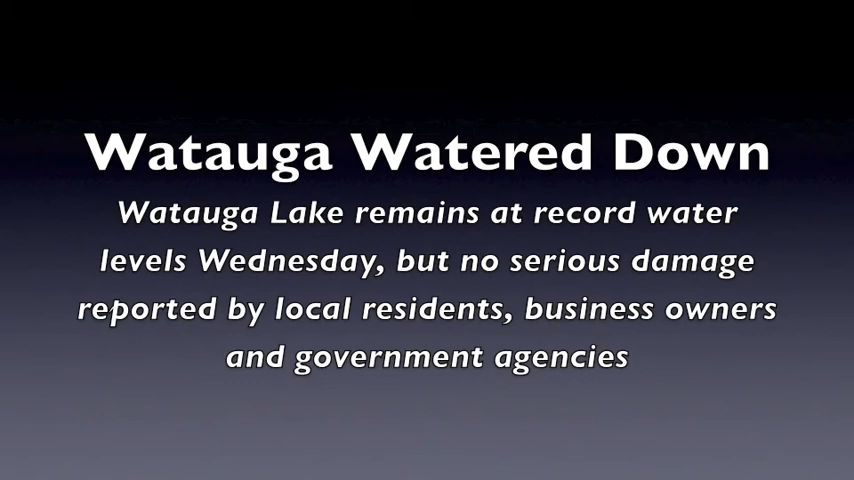 Watauga Watered Down
Watauga Lake remains at record water
levels Wednesday, but no serious damage
reported by local residents, business owners
and government agencies